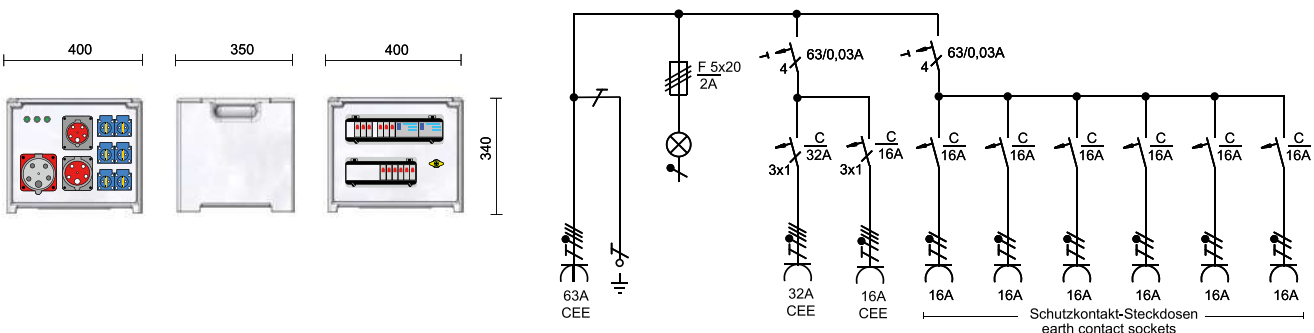 400
350
400
340
F 5x20
2A
4
63/0,03A
4
63/0,03A
C
32A
3x1
C
16A
3x1
C
16A
C
16A
C
16A
C
16A
C
16A
C
16A
63A
CEE
32A
CEE
16A
CEE
16A
16A
16A
16A
16A
16A
Schutzkontakt-Steckdosen
earth contact sockets